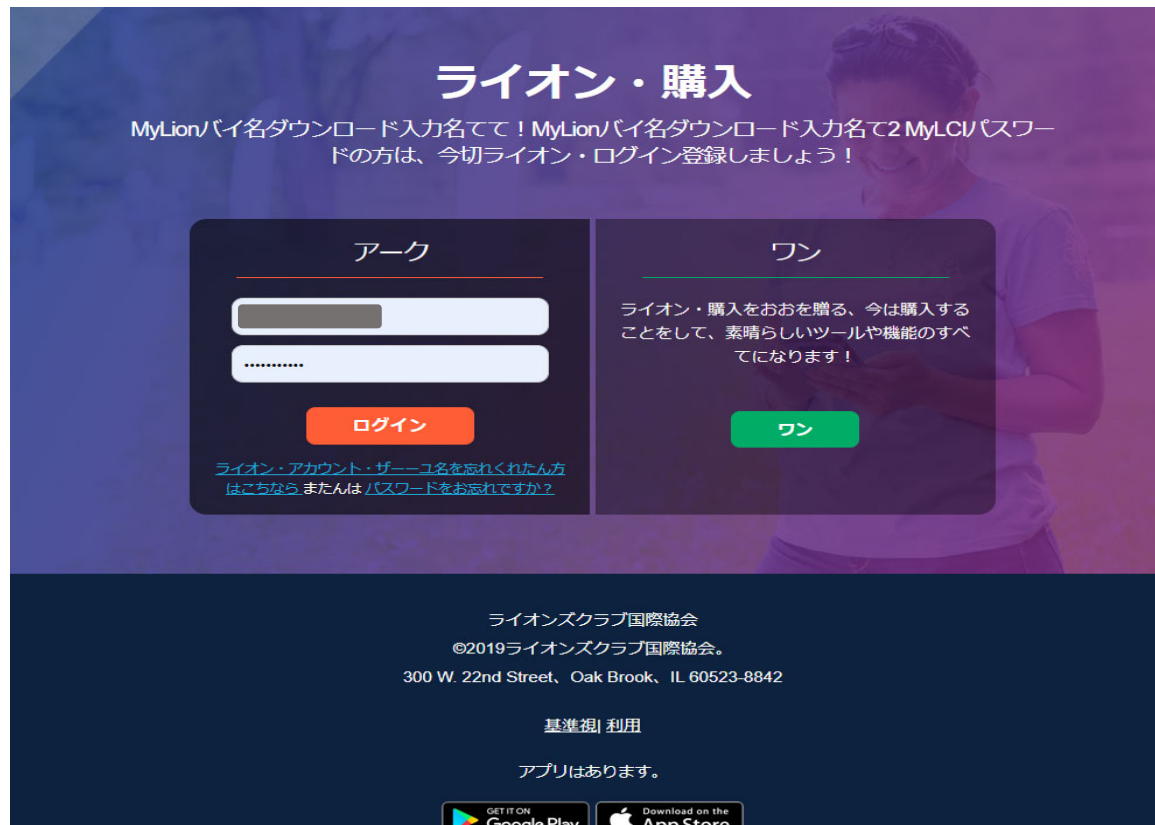 ライオン・購入
MyLionバイ名ダウンロード入力名てて！MyLionバイ名ダウンロード入力名て2 MyLCIパスワー
ドの方は、今切ライオン・ログイン登録しましょう！
アーク
...........
ログイン
ライオン・アカウント・ザーーユ名を忘れくれたん方
はこちなら またんは パスワードをお忘れですか？
ワン
ライオン・購入をおおを贈る、今は購入する
ことをして、素晴らしいツールや機能のすべ
てになります！
ワン
ライオンズクラブ国際協会
©2019ライオンズクラブ国際協会。
300 W. 22nd Street、Oak Brook、IL 60523-8842
基準視| 利用
アプリはあります。
GET IT ON
Google Play
Download on the
App Store